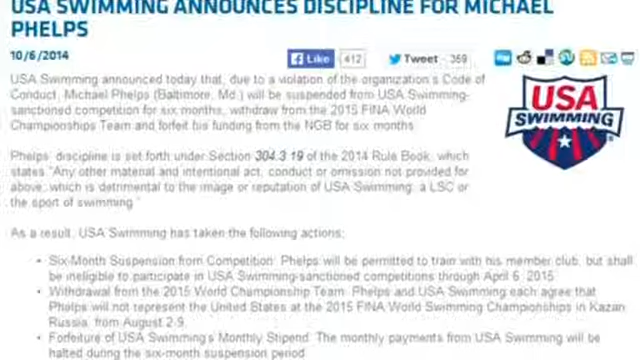 USA SWIMMING ANNOUNCES DISCIPLINE FOR MICHAEL
PHELPS
10/6/2014
Like 412 Tweet 369
USA Swimming announced today that, due to a violation of the organization's Code of
Conduct, Michael Phelps (Baltimore, Md.) will be suspended from USA Swimming-
sanctioned competition for six months, withdraw from the 2015 FINA World
Championships Team and forfeit his funding from the NGB for six months.
USA
SWIMMING
Phelps' discipline is set forth under Section 304.3.19 of the 2014 Rule Book, which
states "Any other material and intentional act, conduct or omission not provided for
above, which is detrimental to the image or reputation of USA Swimming, a LSC or
the sport of swimming."
As a result, USA Swimming has taken the following actions:
• Six-Month Suspension from Competition: Phelps will be permitted to train with his member club, but shall
be ineligible to participate in USA Swimming-sanctioned competitions through April 6, 2015.
• Withdrawal from the 2015 World Championship Team: Phelps and USA Swimming each agree that
Phelps will not represent the United States at the 2015 FINA World Swimming Championships in Kazan,
Russia, from August 2-9.
• Forfeiture of USA Swimming's Monthly Stipend: The monthly payments from USA Swimming will be
halted during the six-month suspension period